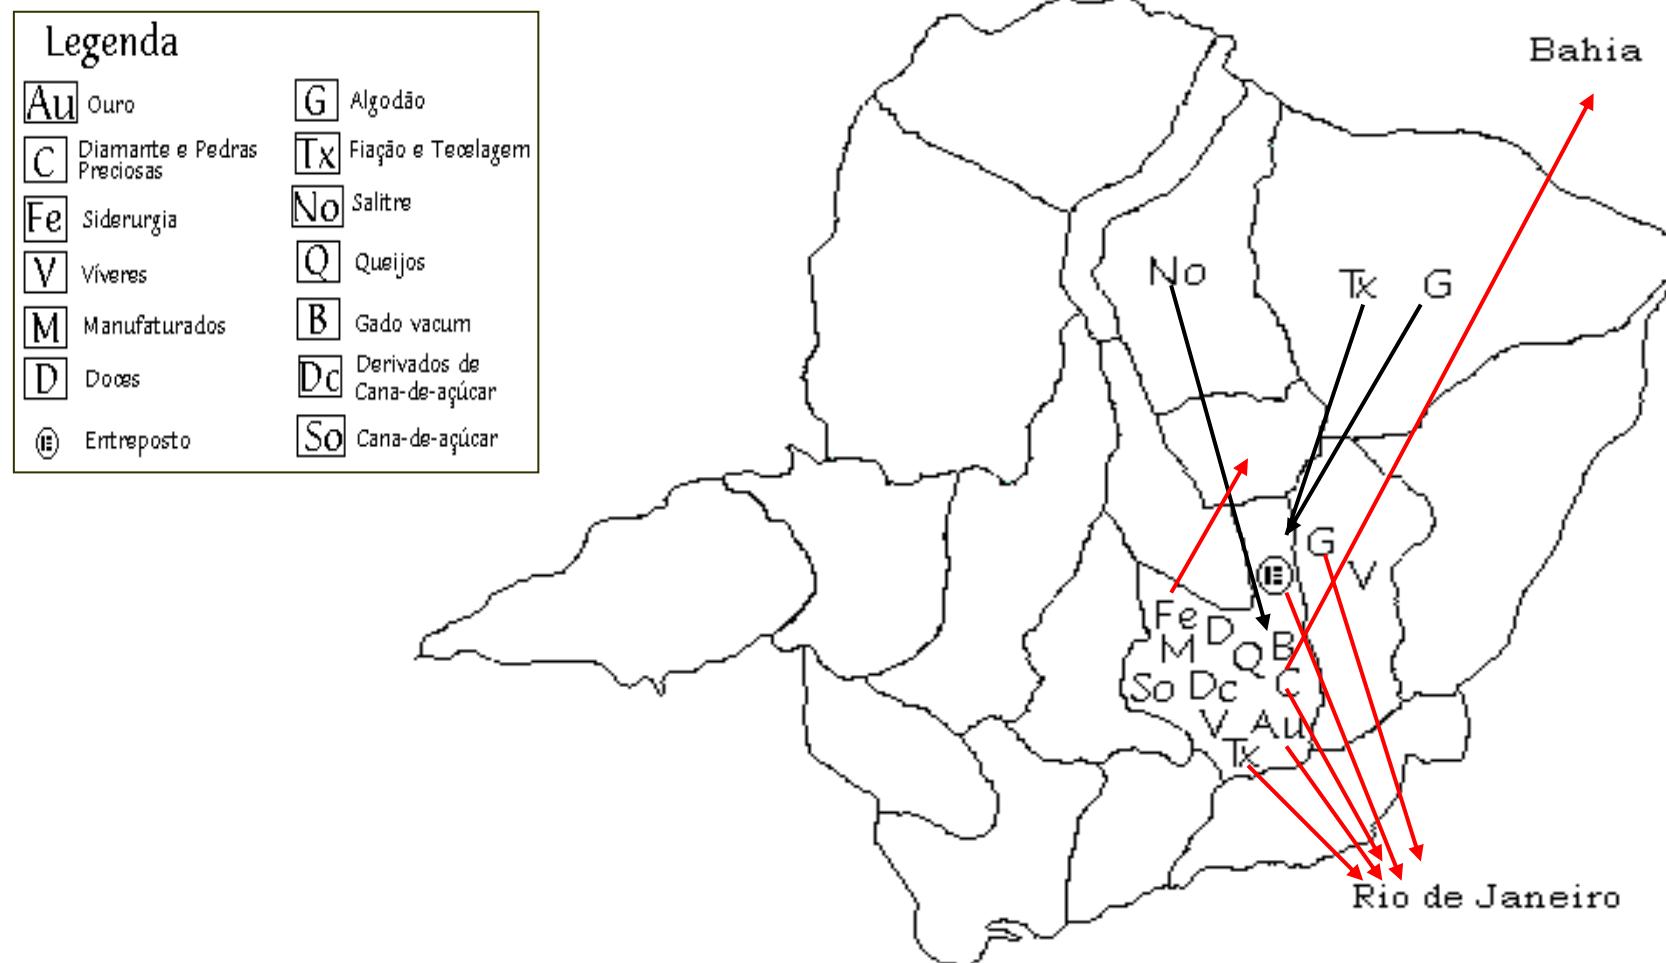 Legenda
Au Ouro
C Diamante e Pedras
Preciosas
Fe Siderurgia
V Víveres
M Manufaturados
D Doces
E Entreposto
G Algodão
Tx Fiação e Tecelagem
No Salitre
Q Queijos
B Gado vacum
Dc Derivados de
Cana-de-açúcar
So Cana-de-açúcar
Bahia
No Tx G
G
E V
Fe D B
M Q
So Dc C
V Au
Tx
Rio de Janeiro